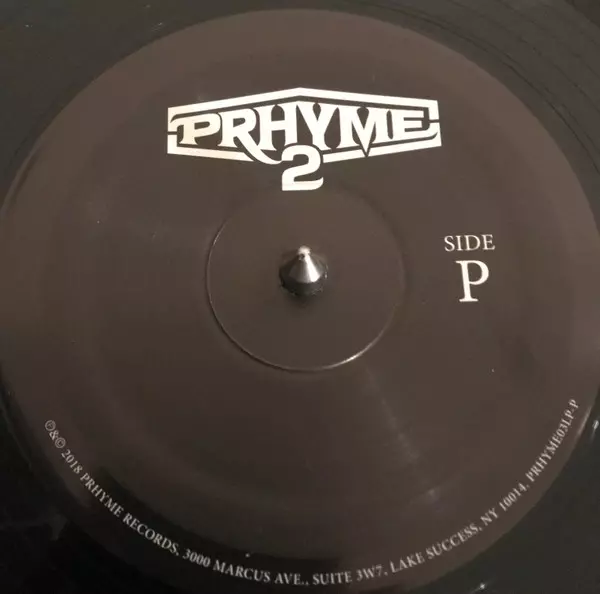 PRHYME
2
SIDE
P
℗&© 2018 PRHYME RECORDS, 3000 MARCUS AVE., SUITE 3W7, LAKE SUCCESS, NY 10014. PRHYME03LP-P